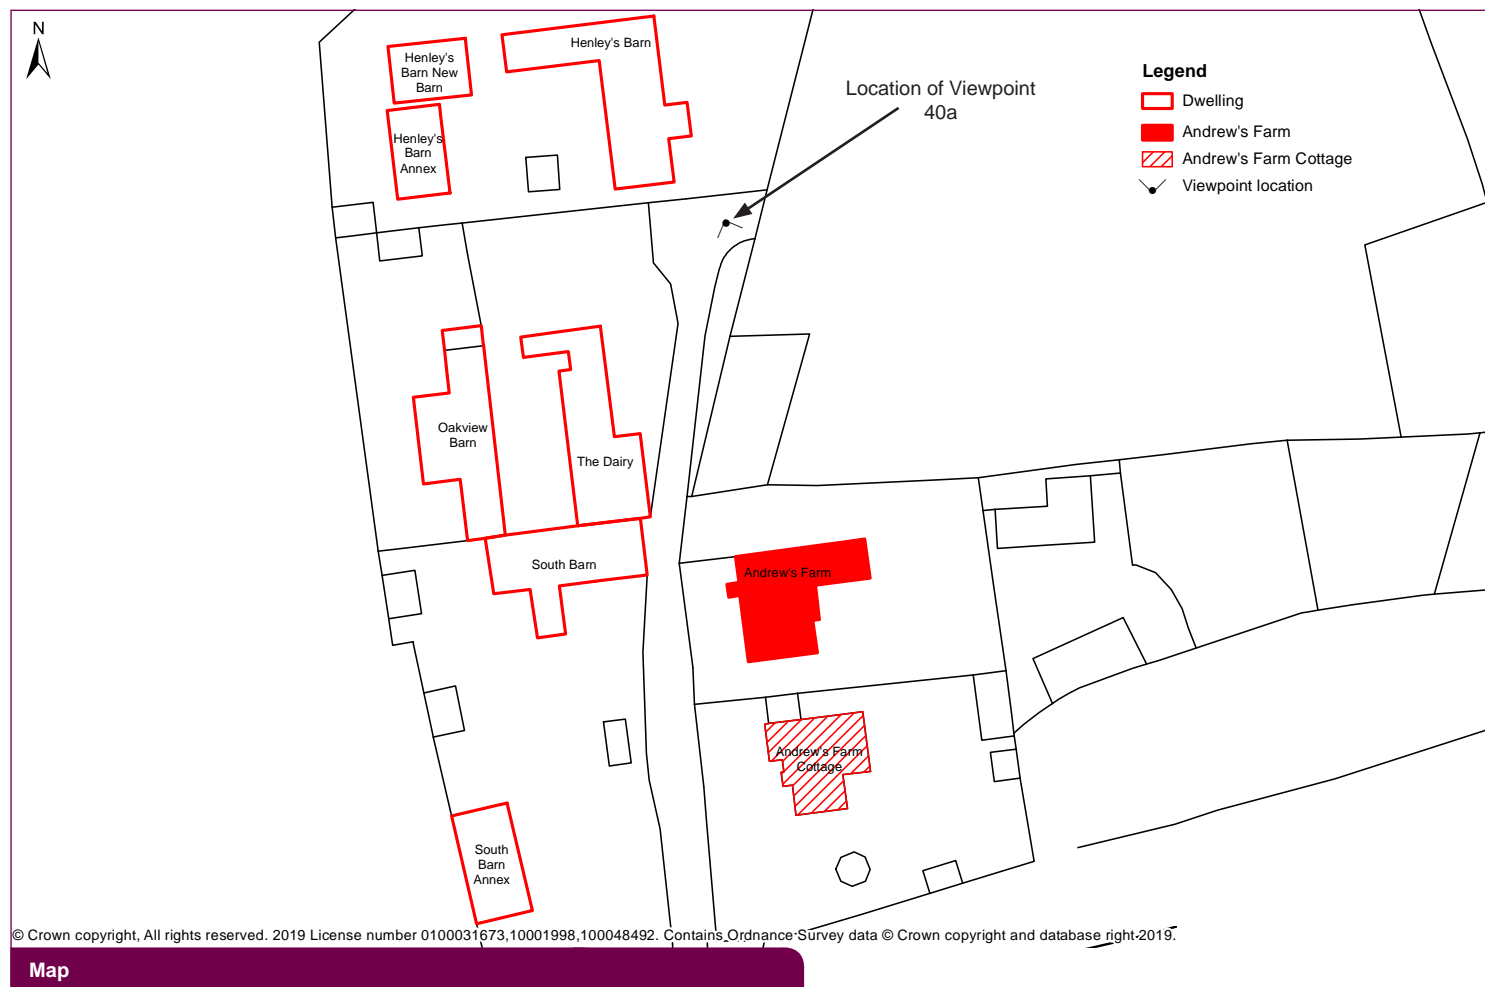 N
Henley's
Barn New
Barn
Henley's Barn
Henley's
Barn
Annex
Location of Viewpoint
40a
Legend
Dwelling
Andrew's Farm
Andrew's Farm Cottage
Viewpoint location
Oakview
Barn
The Dairy
South Barn
Andrew's Farm
Andrew's Farm
Cottage
South
Barn
Annex
© Crown copyright, All rights reserved. 2019 License number 0100031673,10001998,100048492. Contains Ordnance Survey data © Crown copyright and database right 2019.
Map